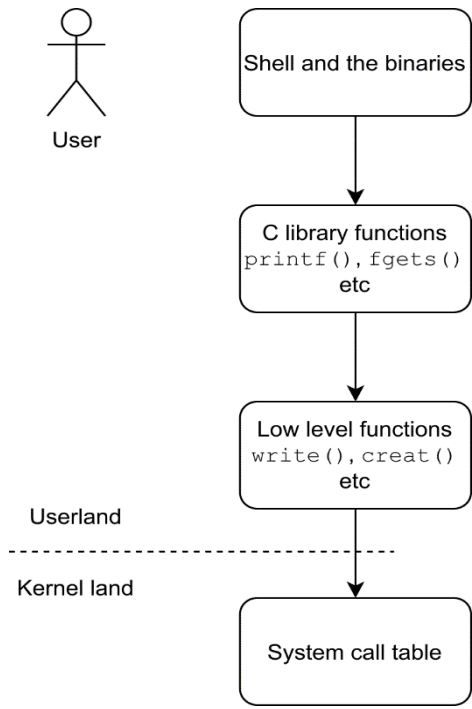 Shell and the binaries
User
C library functions
printf(), fgets()
etc
Low level functions
write(), creat()
etc
Userland
Kernel land
System call table